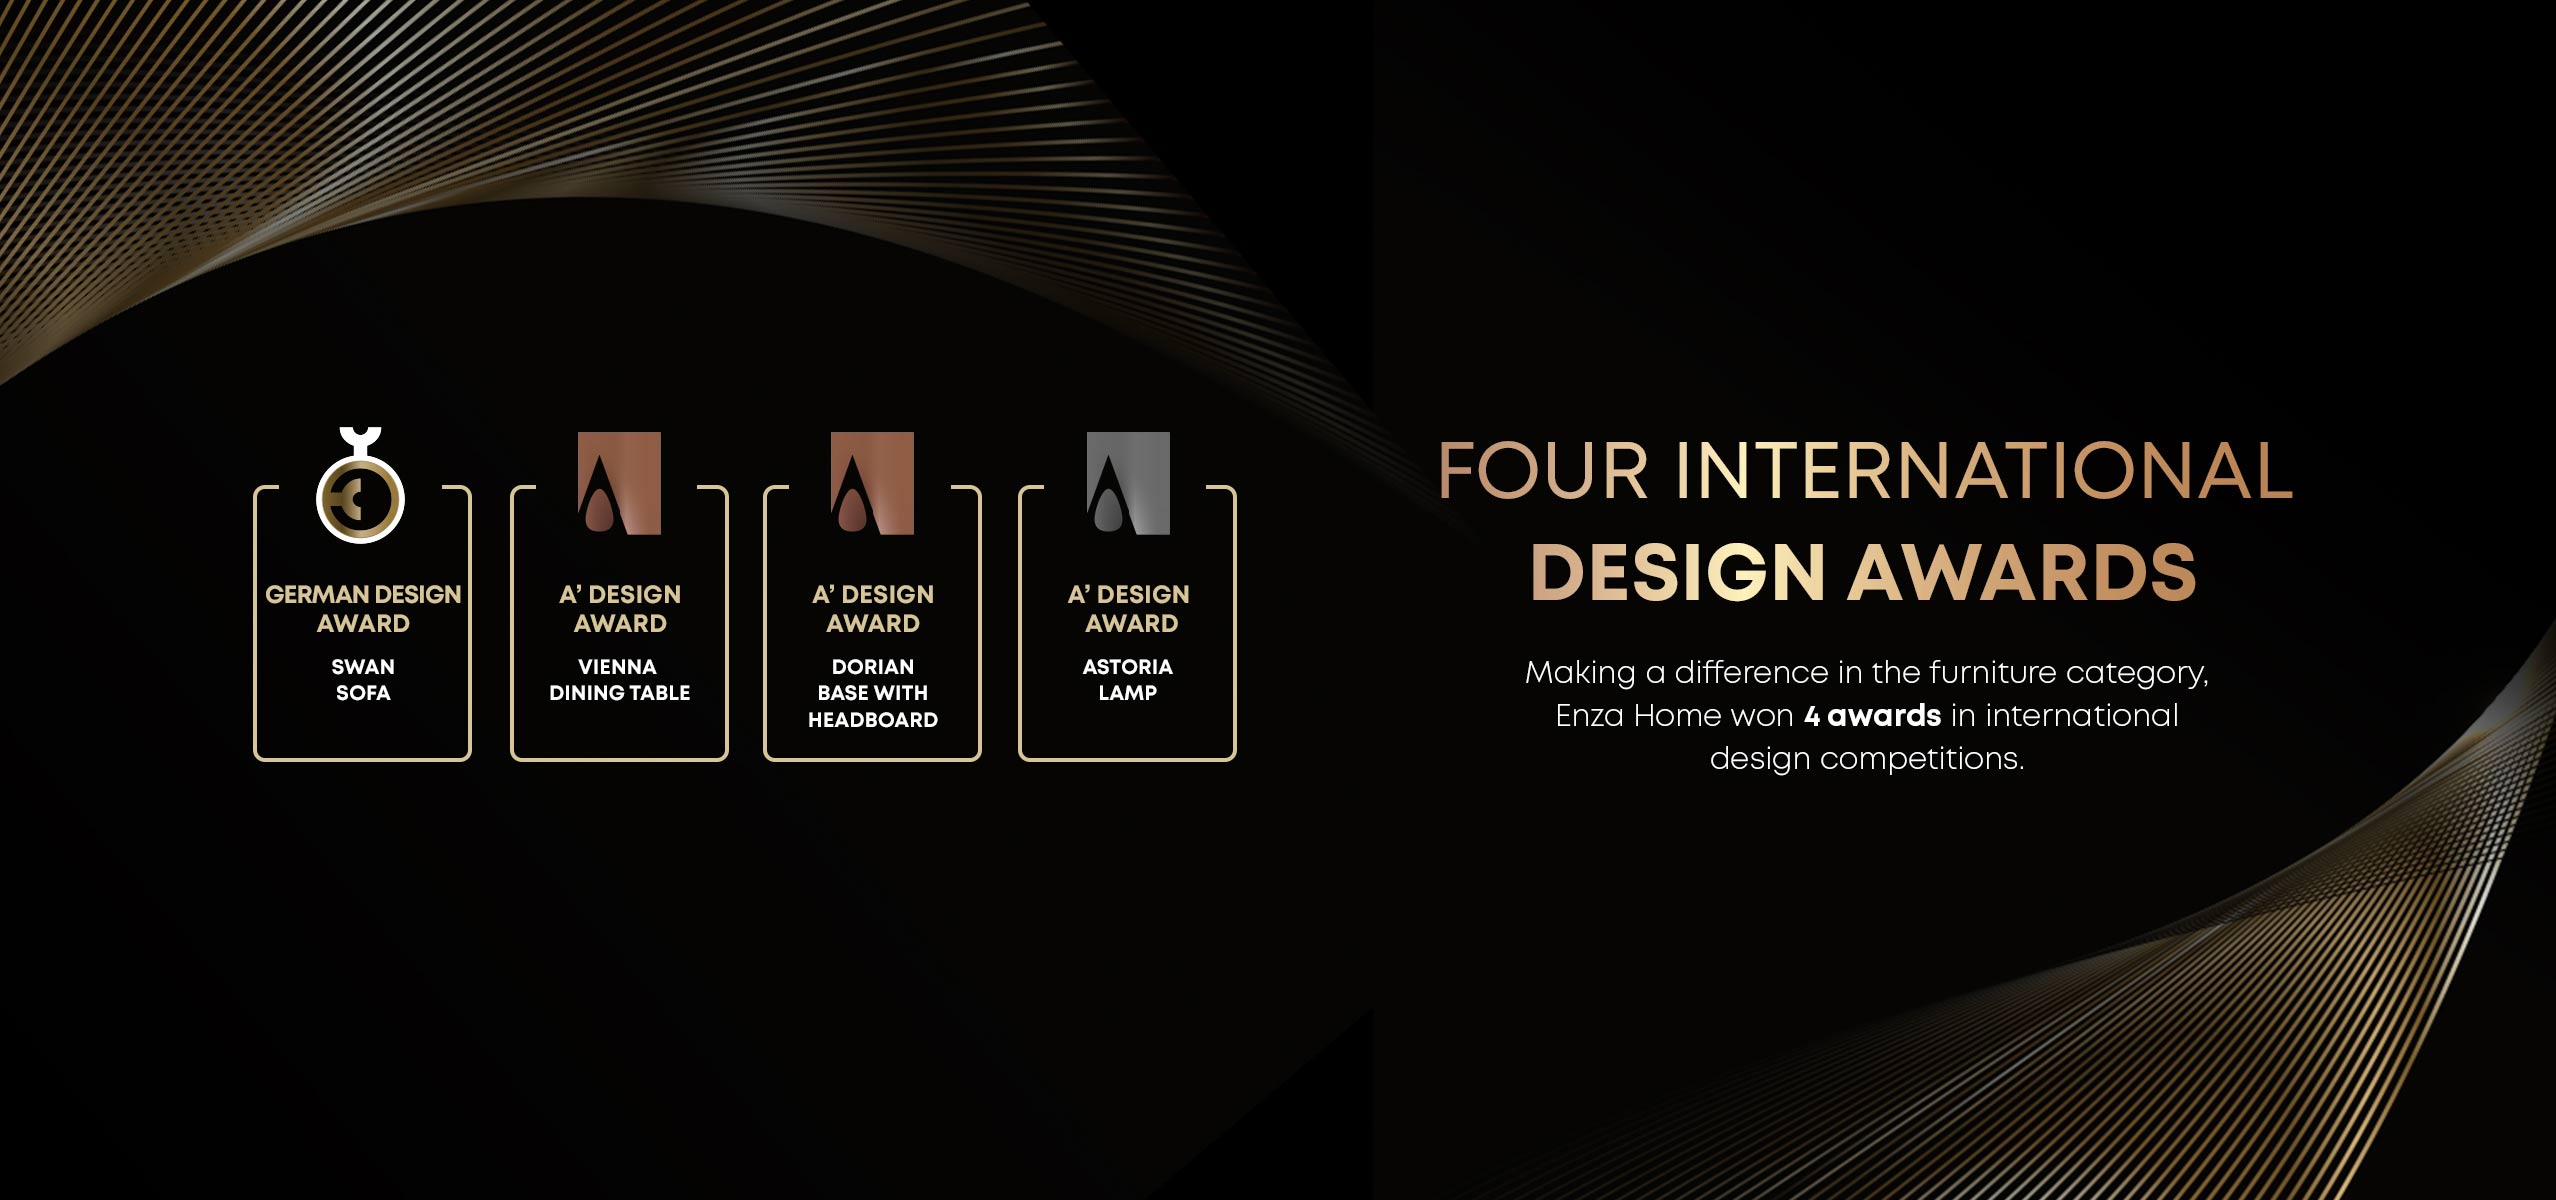 GERMAN DESIGN
AWARD
SWAN
SOFA
A’ DESIGN
AWARD
VIENNA
DINING TABLE
A’ DESIGN
AWARD
DORIAN
BASE WITH
HEADBOARD
A’ DESIGN
AWARD
ASTORIA
LAMP
FOUR INTERNATIONAL
DESIGN AWARDS
Making a difference in the furniture category,
Enza Home won 4 awards in international
design competitions.